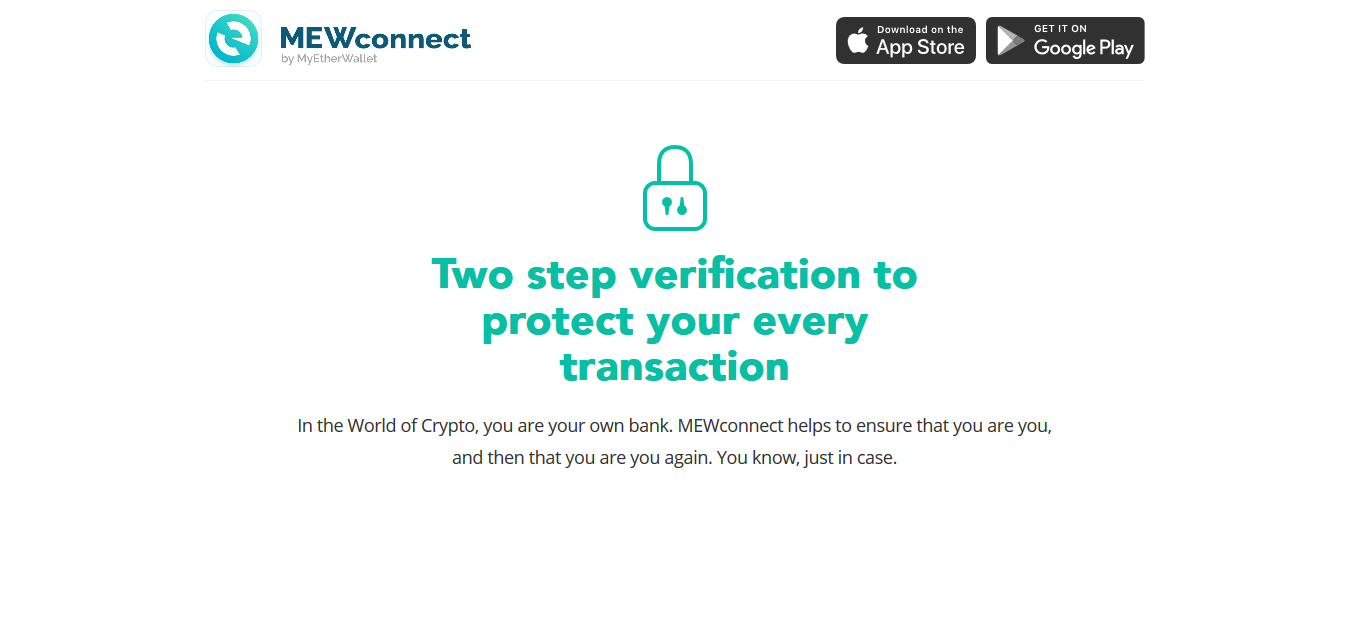 MEWconnect
by MyEtherWallet
Download on the
App Store
GET IT ON
Google Play
Two step verification to
protect your every
transaction
In the World of Crypto, you are your own bank. MEWconnect helps to ensure that you are you,
and then that you are you again. You know, just in case.